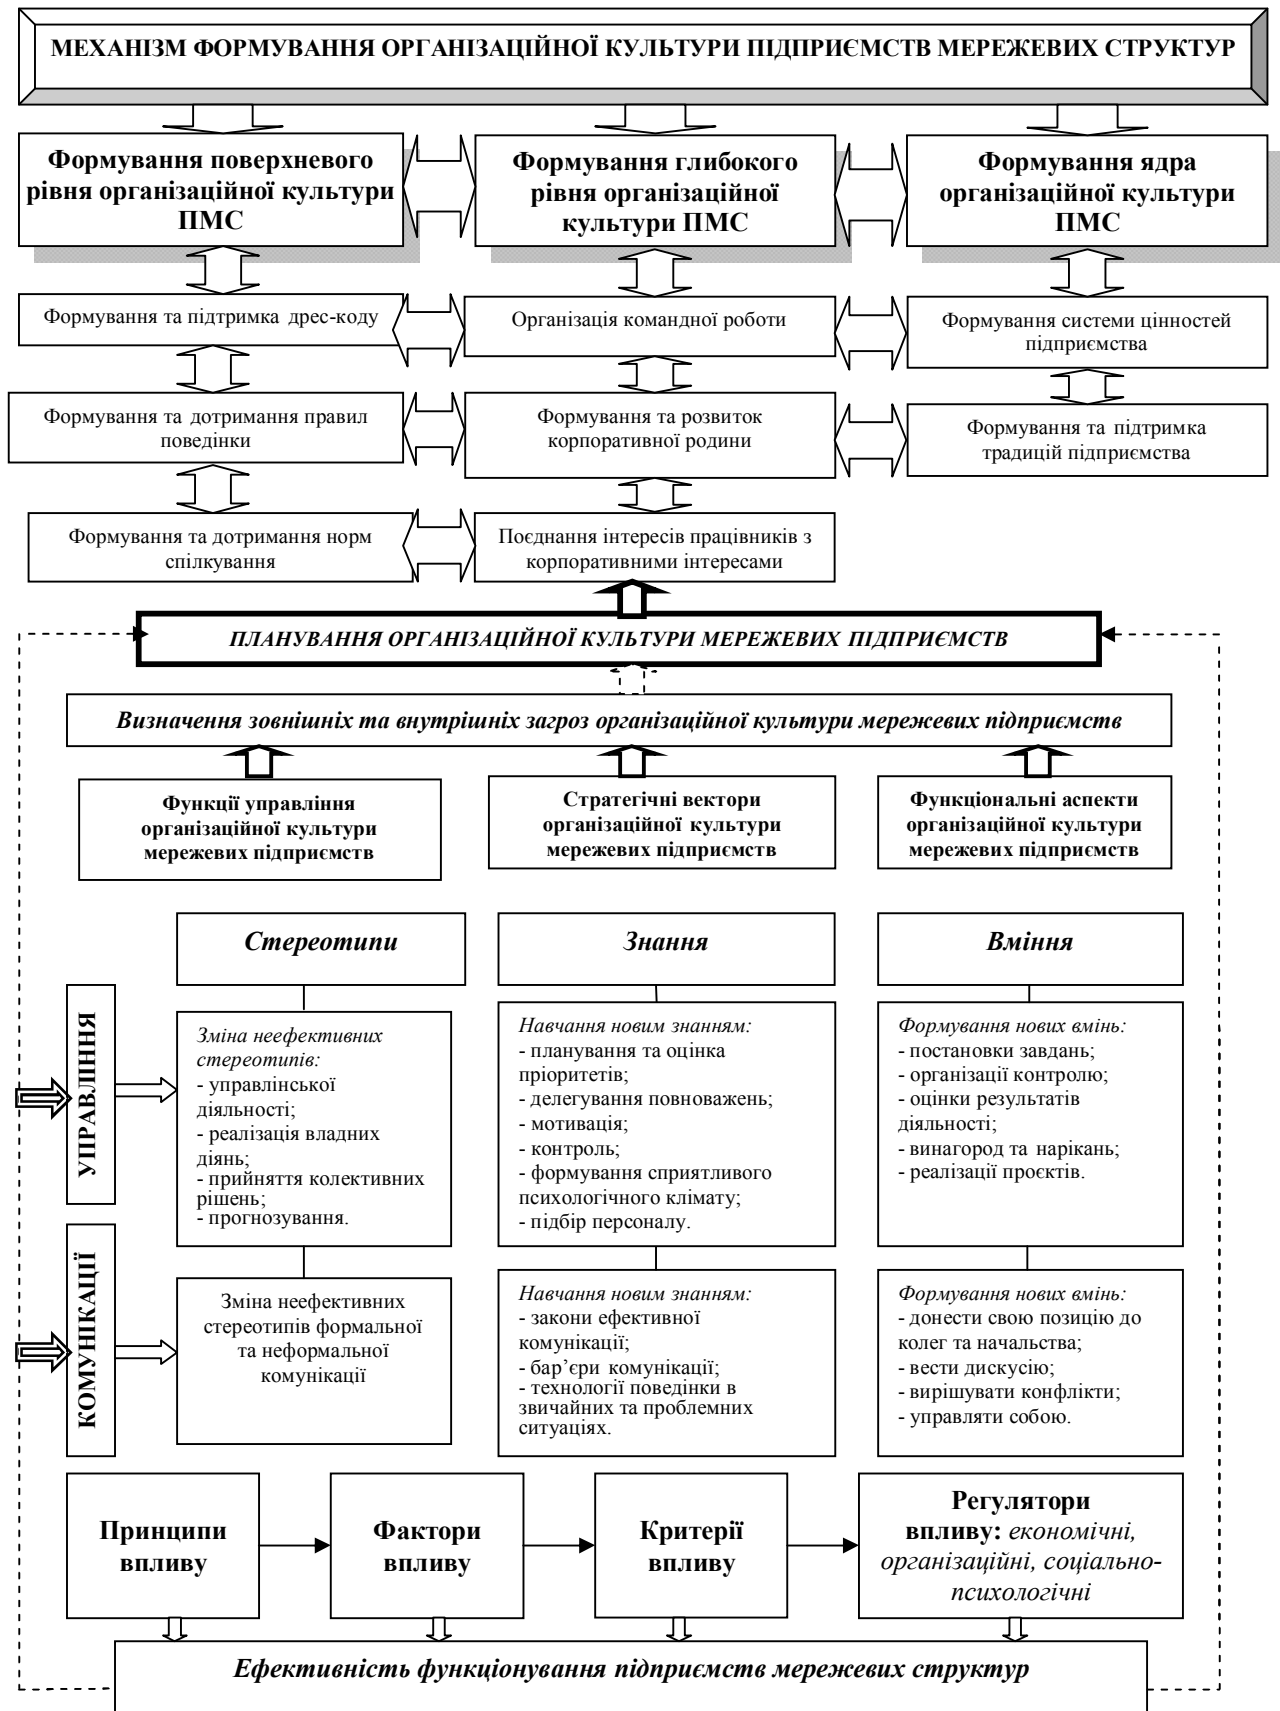 МЕХАНІЗМ ФОРМУВАННЯ ОРГАНІЗАЦІЙНОЇ КУЛЬТУРИ ПІДПРИЄМСТВ МЕРЕЖЕВИХ СТРУКТУР
Формування поверхневого
рівня організаційної культури
ПМС
Формування глибокого
рівня організаційної
культури ПМС
Формування ядра
організаційної культури
ПМС
Формування та підтримка дрес-коду
Організація командної роботи
Формування системи цінностей
підприємства
Формування та дотримання правил
поведінки
Формування та розвиток
корпоративної родини
Формування та підтримка
традицій підприємства
Формування та дотримання норм
спілкування
Поєднання інтересів працівників з
корпоративними інтересами
ПЛАНУВАННЯ ОРГАНІЗАЦІЙНОЇ КУЛЬТУРИ МЕРЕЖЕВИХ ПІДПРИЄМСТВ
Визначення зовнішніх та внутрішніх загроз організаційної культури мережевих підприємств
Функції управління
організаційної культури
мережевих підприємств
Стратегічні вектори
організаційної культури
мережевих підприємств
Функціональні аспекти
організаційної культури
мережевих підприємств
Стереотипи
Знання
Вміння
УПРАВЛІННЯ
Зміна неефективних
стереотипів:
- управлінської
діяльності;
- реалізація владних
діянь;
- прийняття колективних
рішень;
- прогнозування.
Навчання новим знанням:
- планування та оцінка
пріоритетів;
- делегування повноважень;
- мотивація;
- контроль;
- формування сприятливого
психологічного клімату;
- підбір персоналу.
Формування нових вмінь:
- постановки завдань;
- організації контролю;
- оцінки результатів
діяльності;
- винагород та нарікань;
- реалізації проєктів.
КОМУНІКАЦІЇ
Зміна неефективних
стереотипів формальної
та неформальної
комунікації
Навчання новим знанням:
- закони ефективної
комунікації;
- бар’єри комунікації;
- технології поведінки в
звичайних та проблемних
ситуаціях.
Формування нових вмінь:
- донести свою позицію до
колег та начальства;
- вести дискусію;
- вирішувати конфлікти;
- управляти собою.
Принципи
впливу
Фактори
впливу
Критерії
впливу
Регулятори
впливу: економічні,
організаційні, соціально-
психологічні
Ефективність функціонування підприємств мережевих структур